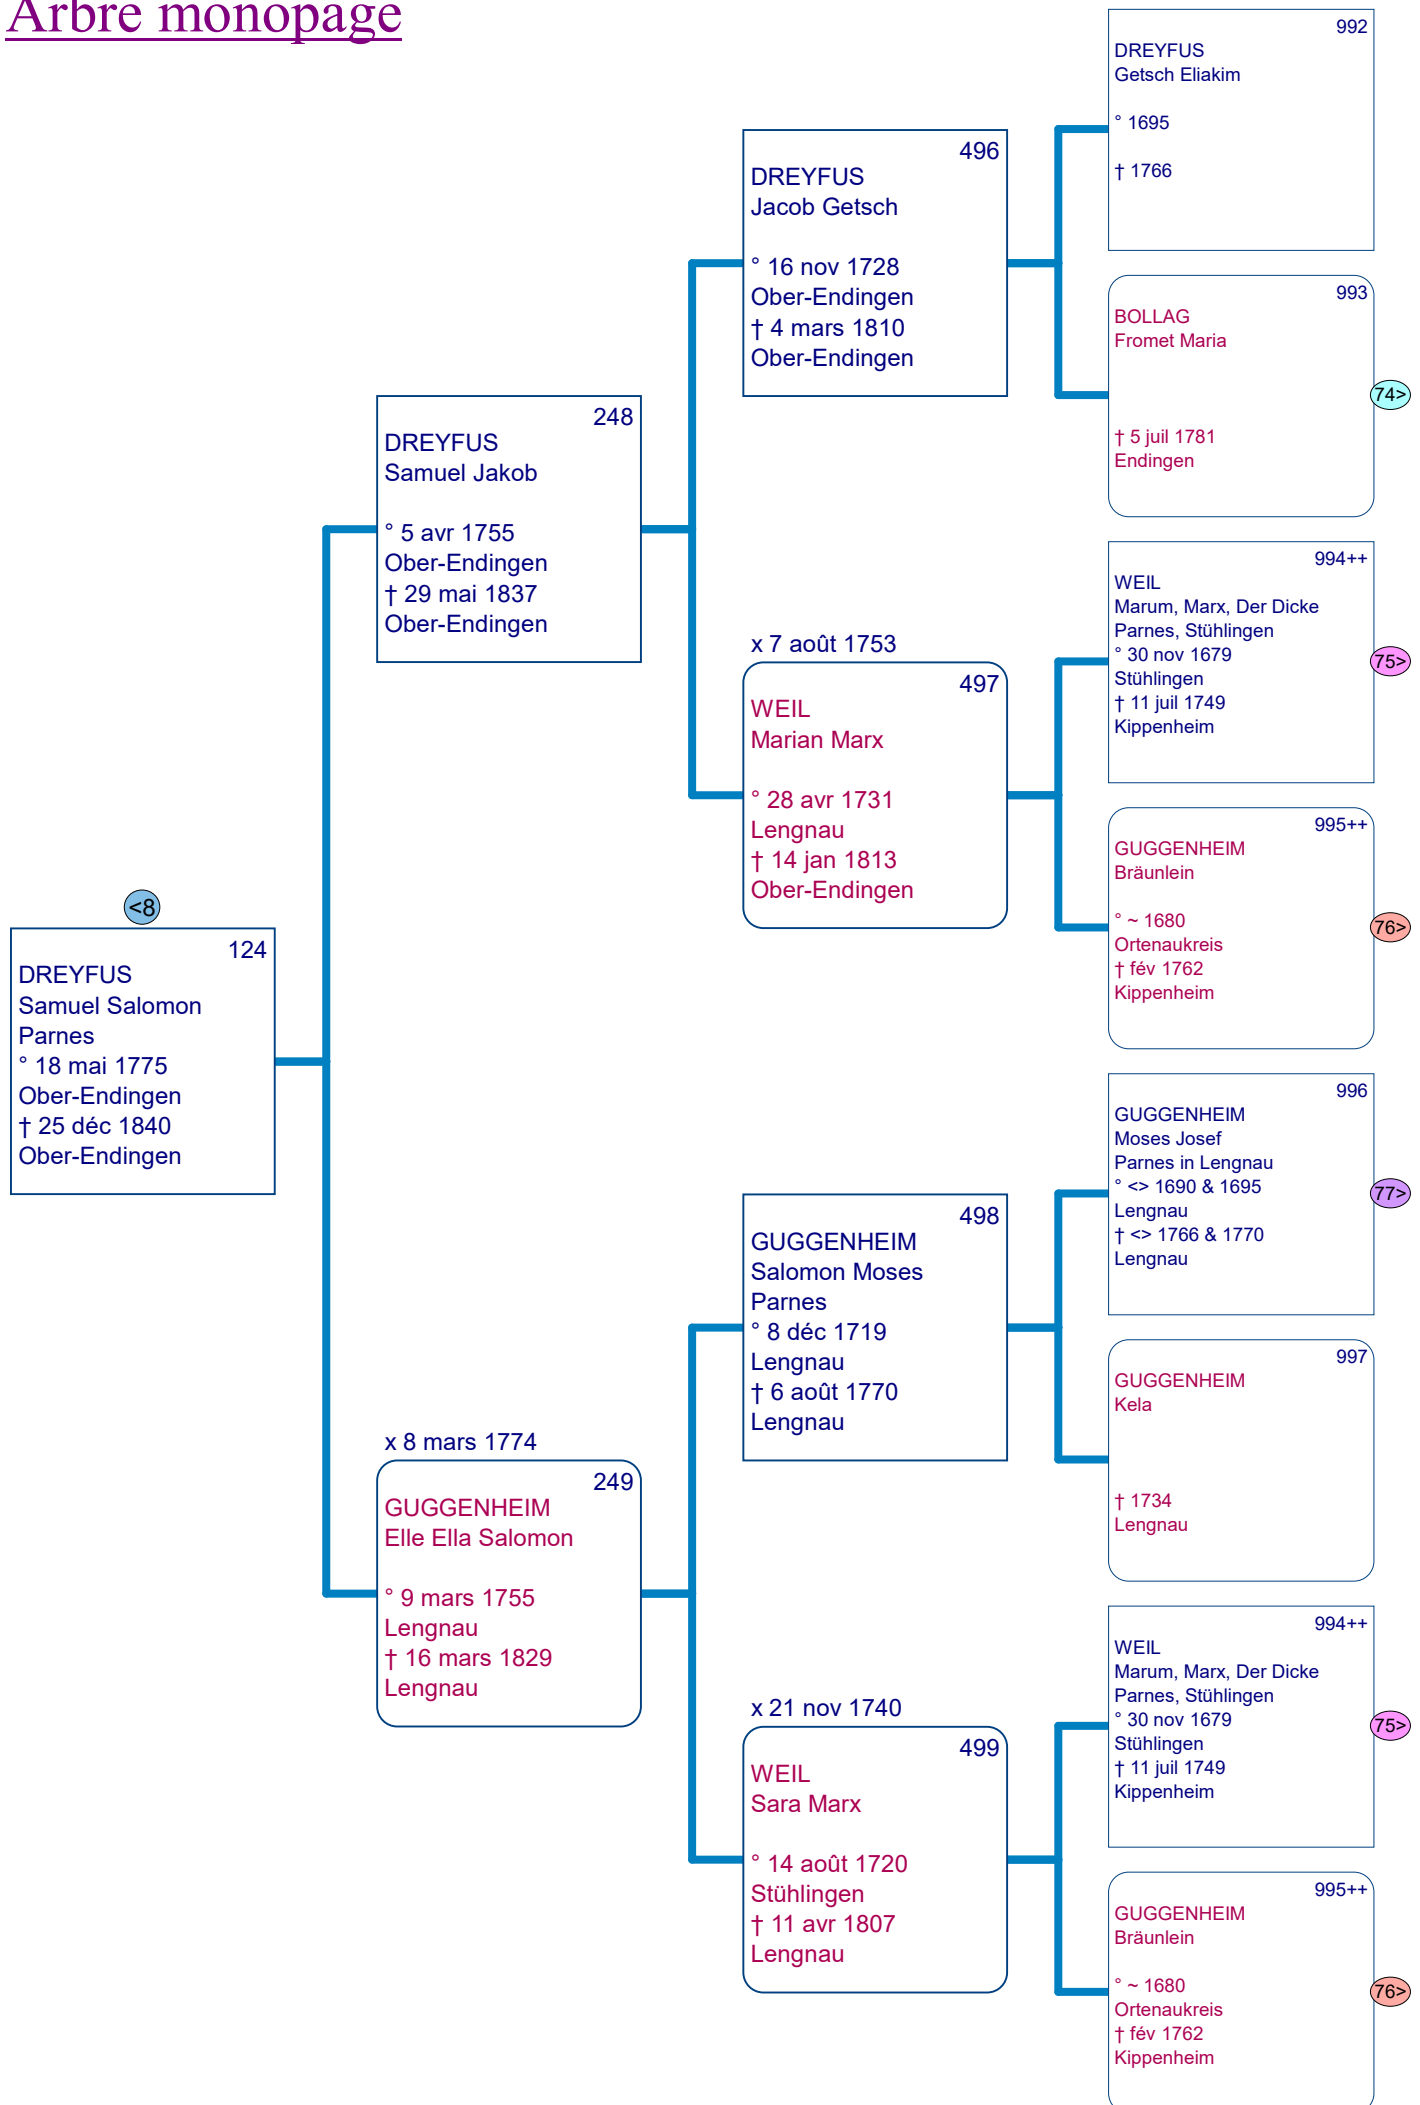 Arbre monopage
<8
124
DREYFUS
Samuel Salomon
Parnes
° 18 mai 1775
Ober-Endingen
† 25 déc 1840
Ober-Endingen
248
DREYFUS
Samuel Jakob
° 5 avr 1755
Ober-Endingen
† 29 mai 1837
Ober-Endingen
x 8 mars 1774
249
GUGGENHEIM
Elle Ella Salomon
° 9 mars 1755
Lengnau
† 16 mars 1829
Lengnau
496
DREYFUS
Jacob Getsch
° 16 nov 1728
Ober-Endingen
† 4 mars 1810
Ober-Endingen
x 7 août 1753
497
WEIL
Marian Marx
° 28 avr 1731
Lengnau
† 14 jan 1813
Ober-Endingen
498
GUGGENHEIM
Salomon Moses
Parnes
° 8 déc 1719
Lengnau
† 6 août 1770
Lengnau
x 21 nov 1740
499
WEIL
Sara Marx
° 14 août 1720
Stühlingen
† 11 avr 1807
Lengnau
992
DREYFUS
Getsch Eliakim
° 1695
† 1766
993
BOLLAG
Fromet Maria
† 5 juil 1781
Endingen
74>
994++
WEIL
Marum, Marx, Der Dicke
Parnes, Stühlingen
° 30 nov 1679
Stühlingen
† 11 juil 1749
Kippenheim
75>
995++
GUGGENHEIM
Bräunlein
° ~ 1680
Ortenaukreis
† fév 1762
Kippenheim
76>
996
GUGGENHEIM
Moses Josef
Parnes in Lengnau
° <> 1690 & 1695
Lengnau
† <> 1766 & 1770
Lengnau
77>
997
GUGGENHEIM
Kela
† 1734
Lengnau
994++
WEIL
Marum, Marx, Der Dicke
Parnes, Stühlingen
° 30 nov 1679
Stühlingen
† 11 juil 1749
Kippenheim
75>
995++
GUGGENHEIM
Bräunlein
° ~ 1680
Ortenaukreis
† fév 1762
Kippenheim
76>